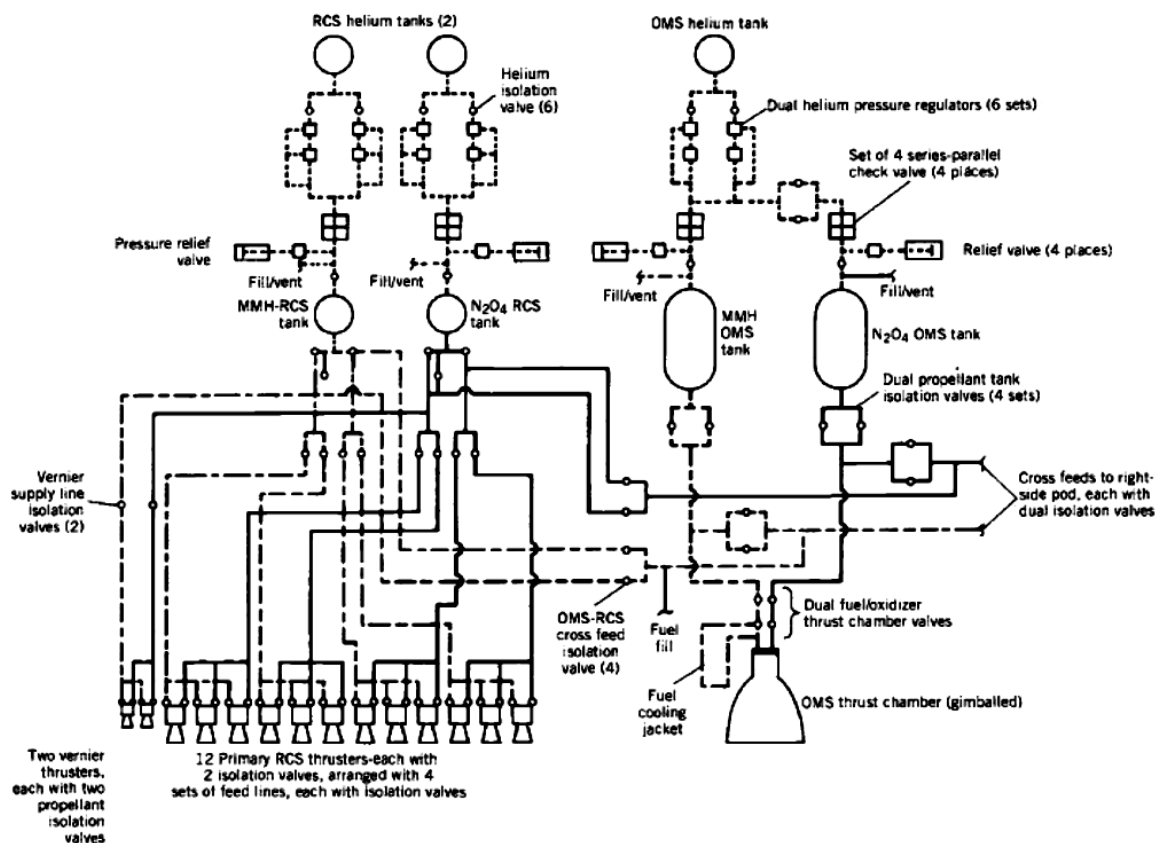 RCS helium tanks (2)
OMS helium tank
Helium
isolation
valve (6)
Dual helium pressure regulators (6 sets)
Set of 4 series-parallel
check valve (4 places)
Pressure relief
valve
Relief valve (4 places)
Fill/vent
Fill/vent
Fill/vent
Fill/vent
MMH-RCS
tank
N₂O₄ RCS
tank
MMH
OMS
tank
N₂O₄ OMS tank
Dual propellant tank
isolation valves (4 sets)
Vernier
supply line
isolation
valves (2)
Cross feeds to right-
side pod, each with
dual isolation valves
OMS-RCS
cross feed
isolation
valve (4)
Fuel
fill
Dual fuel/oxidizer
thrust chamber valves
Fuel
cooling
jacket
OMS thrust chamber (gimballed)
Two vernier
thrusters,
each with two
propellant
isolation
valves
12 Primary RCS thrusters-each with
2 isolation valves, arranged with 4
sets of feed lines, each with isolation valves